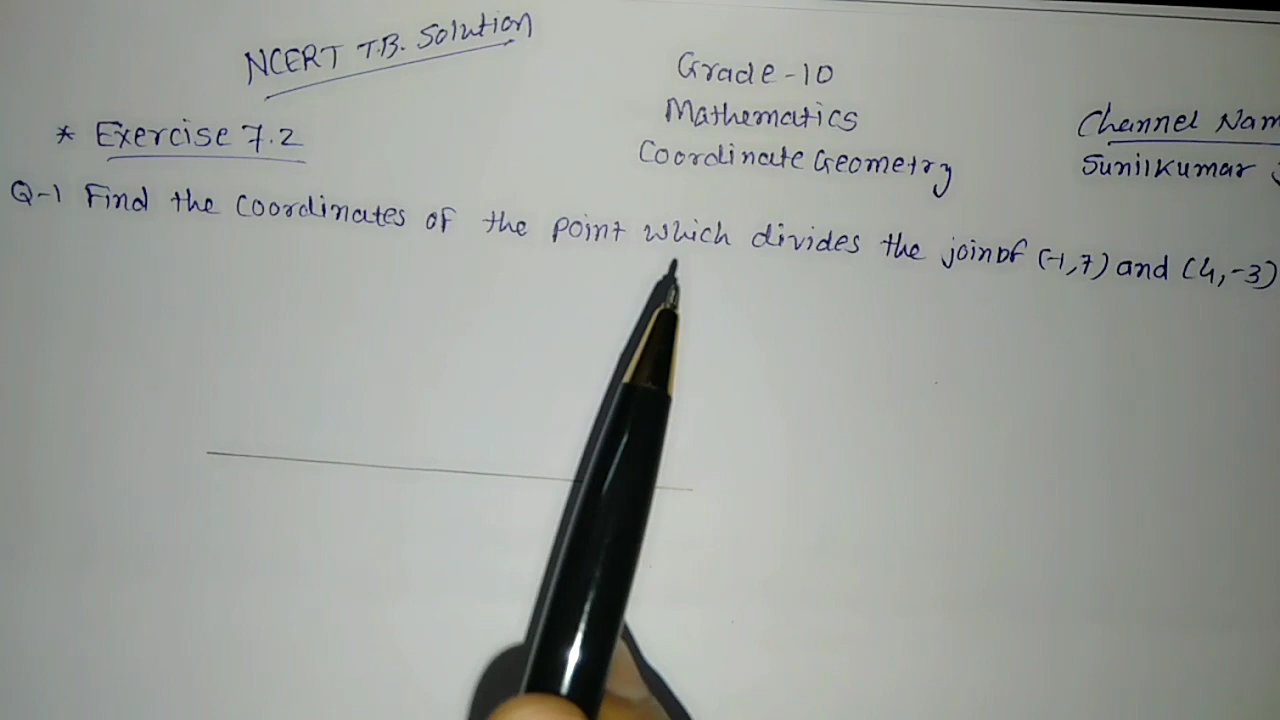 NCERT T.B. Solution
Grade-10
Mathematics
Coordinate Geometry
Channel Nam
Sunilkumar
* Exercise 7.2
Q-1 Find the coordinates of the point which divides the join of (-1,7) and (4,-3)